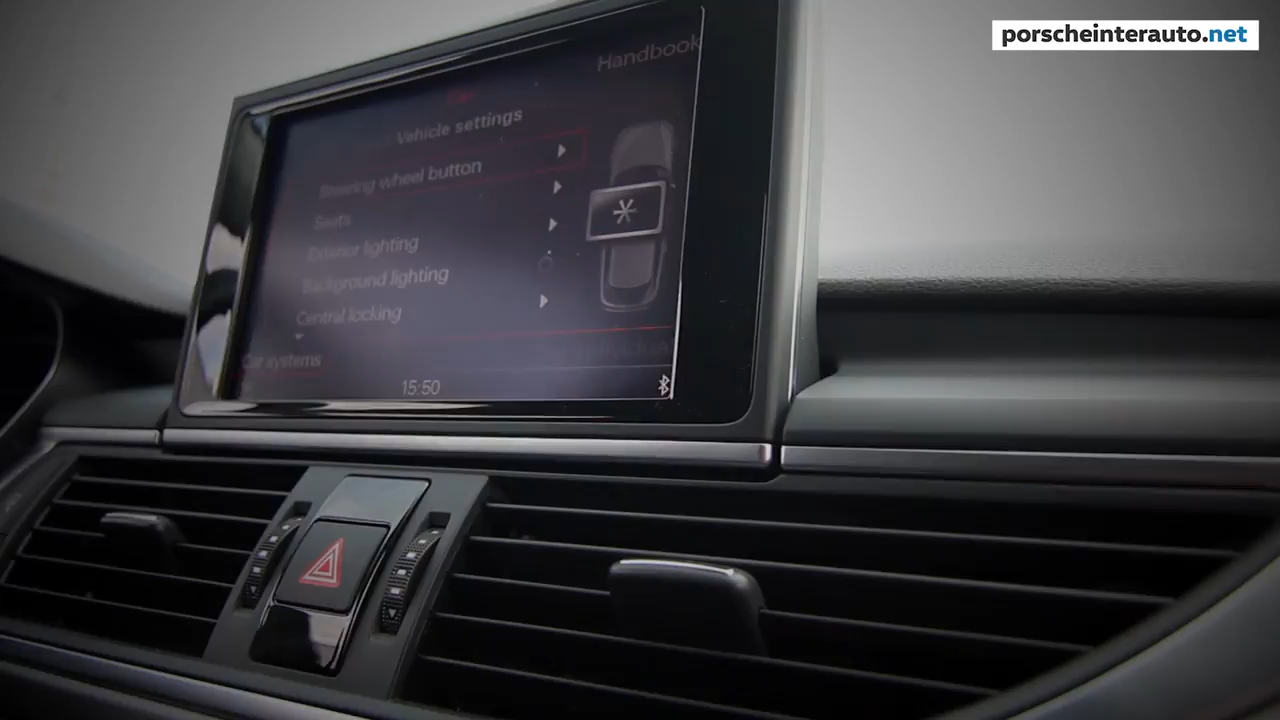 porscheinterauto.net
Handbook
Vehicle settings
Steering wheel button
Seats
Exterior lighting
Background lighting
Central locking
Car systems
15:50